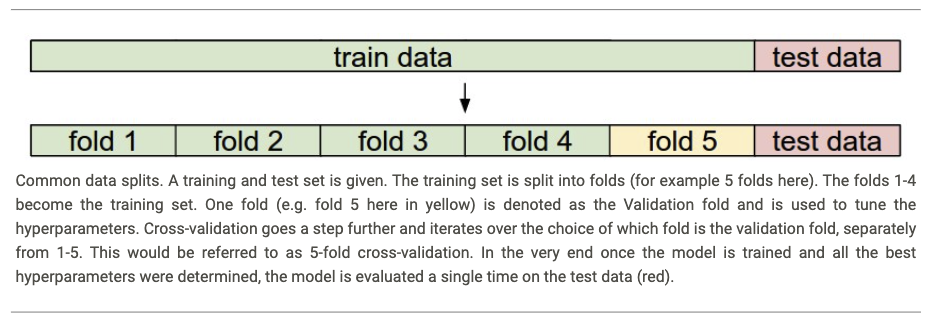 train data test data
fold 1 fold 2 fold 3 fold 4 fold 5 test data
Common data splits. A training and test set is given. The training set is split into folds (for example 5 folds here). The folds 1-4
become the training set. One fold (e.g. fold 5 here in yellow) is denoted as the Validation fold and is used to tune the
hyperparameters. Cross-validation goes a step further and iterates over the choice of which fold is the validation fold, separately
from 1-5. This would be referred to as 5-fold cross-validation. In the very end once the model is trained and all the best
hyperparameters were determined, the model is evaluated a single time on the test data (red).